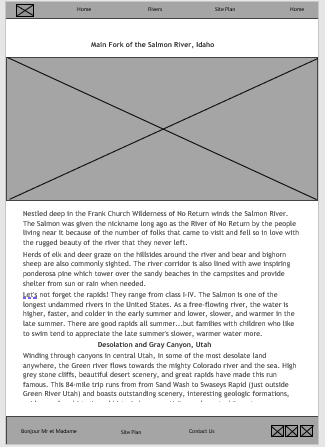 Home Rivers Site Plan Home
Main Fork of the Salmon River, Idaho
Nestled deep in the Frank Church Wilderness of No Return winds the Salmon River.
The Salmon was given the nickname long ago as the River of No Return by the people
living near it because of the number of folks that came to visit and fell so in love with
the rugged beauty of the river that they never left.
Herds of elk and deer graze on the hillsides around the river and bear and bighorn
sheep are also commonly sighted. The river corridor is also lined with awe inspiring
ponderosa pine which tower over the sandy beaches in the campsites and provide
shelter from sun or rain when needed.
Let's not forget the rapids! They range from class I-IV. The Salmon is one of the
longest undammed rivers in the United States. As a free-flowing river, the water is
higher, faster, and colder in the early summer and lower, slower, and warmer in the
late summer. There are good rapids all summer...but families with children who like
to swim tend to appreciate the late summer's slower, warmer water more.
Desolation and Gray Canyon, Utah
Winding through canyons in central Utah, in some of the most desolate land
anywhere, the Green river flows towards the mighty Colorado river and the sea. High
grey stone cliffs, beautiful desert scenery, and great rapids have made this run
famous. This 84-mile trip runs from from Sand Wash to Swaseys Rapid (just outside
Green River Utah) and boasts outstanding scenery, interesting geologic formations,
Bonjour Mr et Madame Site Plan Contact Us